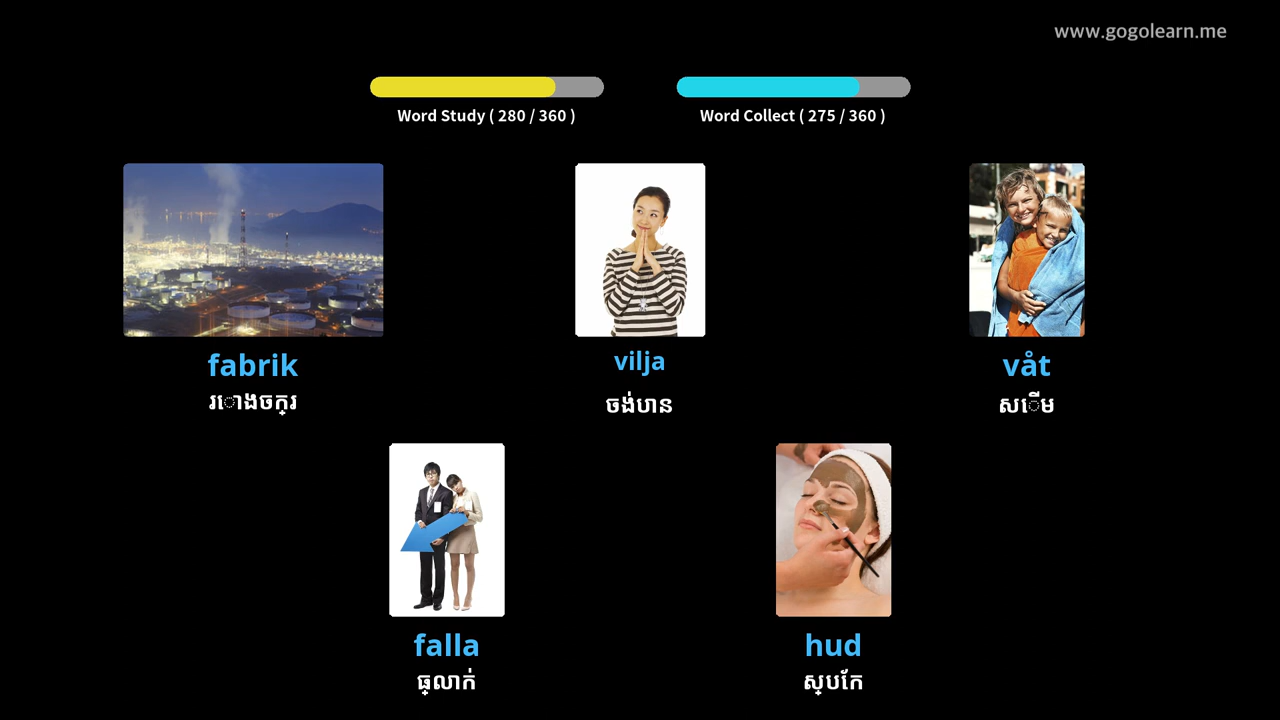 www.gogolearn.me
Word Study ( 280 / 360 )
Word Collect ( 275 / 360 )
fabrik
រោងចក្រ
vilja
ចង់បាន
våt
សើម
falla
ធ្លាក់
hud
ស្បែក